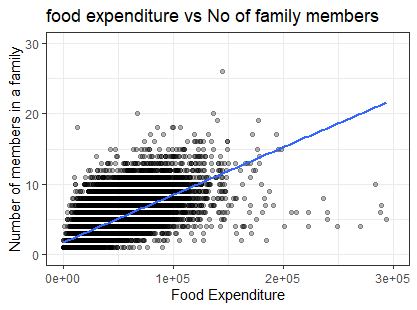 food expenditure vs No of family members
Number of members in a family
30
20
10
0
0e+00 1e+05 2e+05 3e+05
Food Expenditure